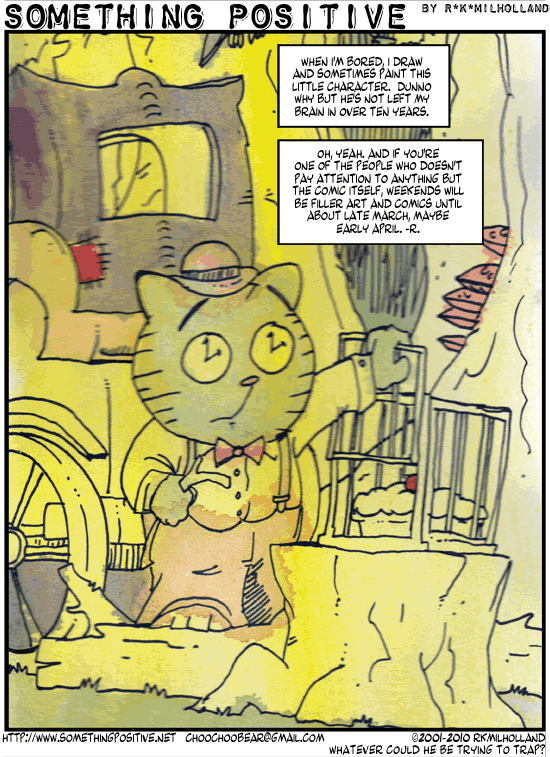 SOMETHING POSITIVE BY R*K*MILHOLLAND
WHEN I'M BORED, I DRAW
AND SOMETIMES PAINT THIS
LITTLE CHARACTER. DUNNO
WHY BUT HE'S NOT LEFT MY
BRAIN IN OVER TEN YEARS.
OH, YEAH. AND IF YOU'RE
ONE OF THE PEOPLE WHO DOESN'T
PAY ATTENTION TO ANYTHING BUT
THE COMIC ITSELF, WEEKENDS WILL
BE FILLER ART AND COMICS UNTIL
ABOUT LATE MARCH, MAYBE
EARLY APRIL. -R.
HTTP://WWW.SOMETHINGPOSITIVE.NET CHOOCHOOBEAR@GMAIL.COM ©2001-2010 RKMILHOLLAND
WHATEVER COULD HE BE TRYING TO TRAP?